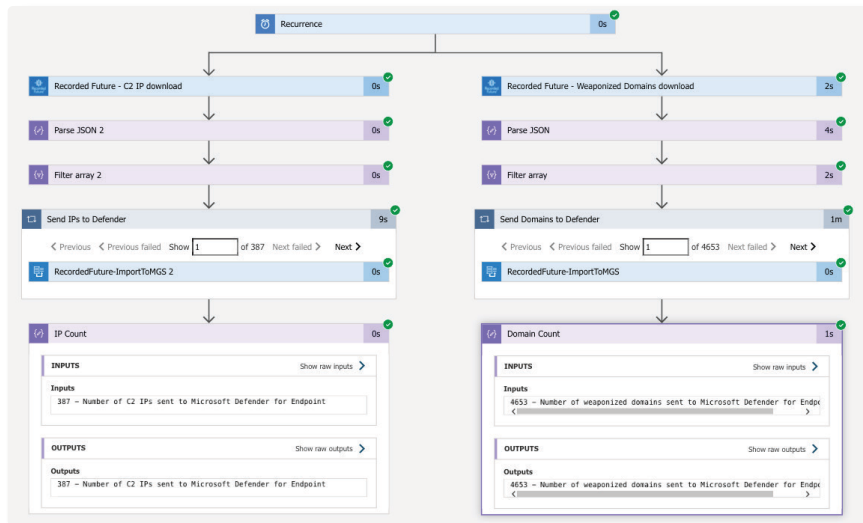 Recurrence
0s
Recorded Future - C2 IP download
0s
Parse JSON 2
0s
Filter array 2
0s
Send IPs to Defender
9s
Previous Previous failed Show 1 of 387 Next failed Next
RecordedFuture-ImportToMGS 2
0s
IP Count
0s
INPUTS
Show raw inputs
Inputs
387 – Number of C2 IPs sent to Microsoft Defender for Endpoint
OUTPUTS
Show raw outputs
Outputs
387 – Number of C2 IPs sent to Microsoft Defender for Endpoint
Recorded Future - Weaponized Domains download
2s
Parse JSON
4s
Filter array
2s
Send Domains to Defender
1m
Previous Previous failed Show 1 of 4653 Next failed Next
RecordedFuture-ImportToMGS
0s
Domain Count
1s
INPUTS
Show raw inputs
Inputs
4653 – Number of weaponized domains sent to Microsoft Defender for
OUTPUTS
Show raw outputs
Outputs
4653 – Number of weaponized domains sent to Microsoft Defender for